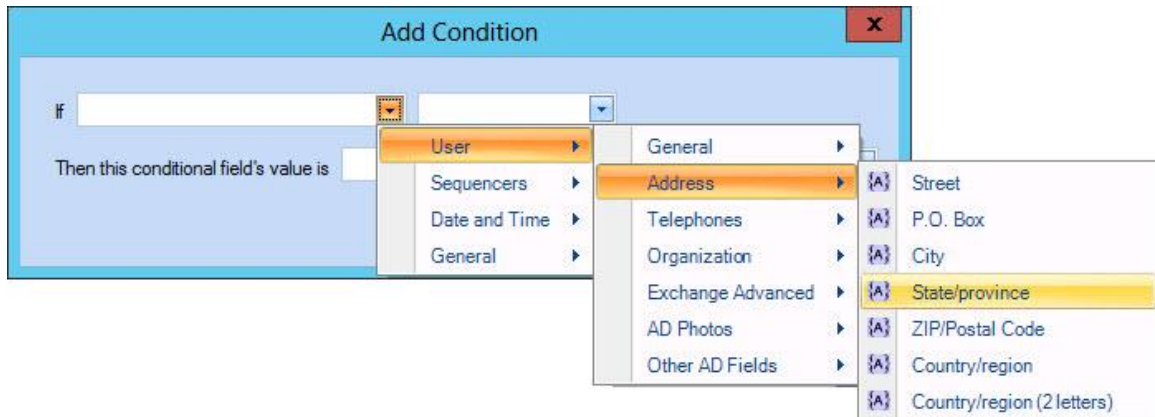 Add Condition
x
If
Then this conditional field's value is
User
Sequencers
Date and Time
General
General
Address
Telephones
Organization
Exchange Advanced
AD Photos
Other AD Fields
{A} Street
{A} P.O. Box
{A} City
{A} State/province
{A} ZIP/Postal Code
{A} Country/region
{A} Country/region (2 letters)